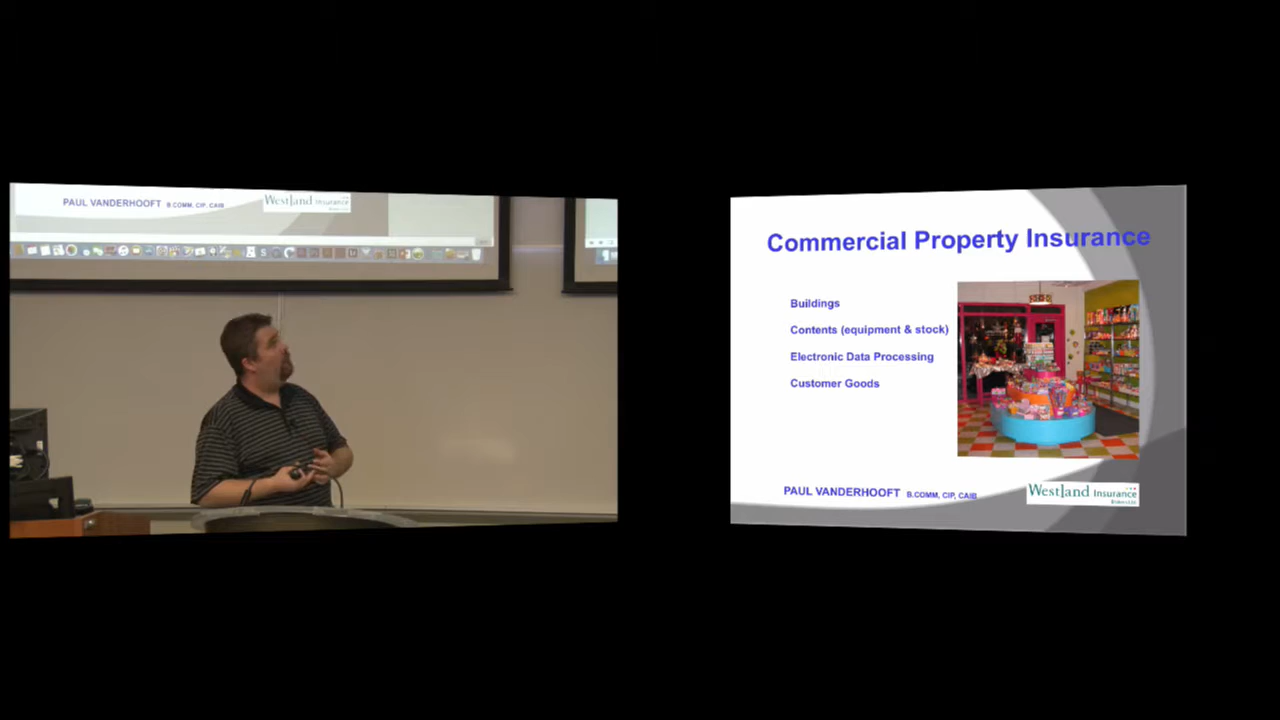 PAUL VANDERHOOFT B.COMM, CIP, CAIB
Westland Insurance
Commercial Property Insurance
Buildings
Contents (equipment & stock)
Electronic Data Processing
Customer Goods
PAUL VANDERHOOFT B.COMM, CIP, CAIB
Westland Insurance